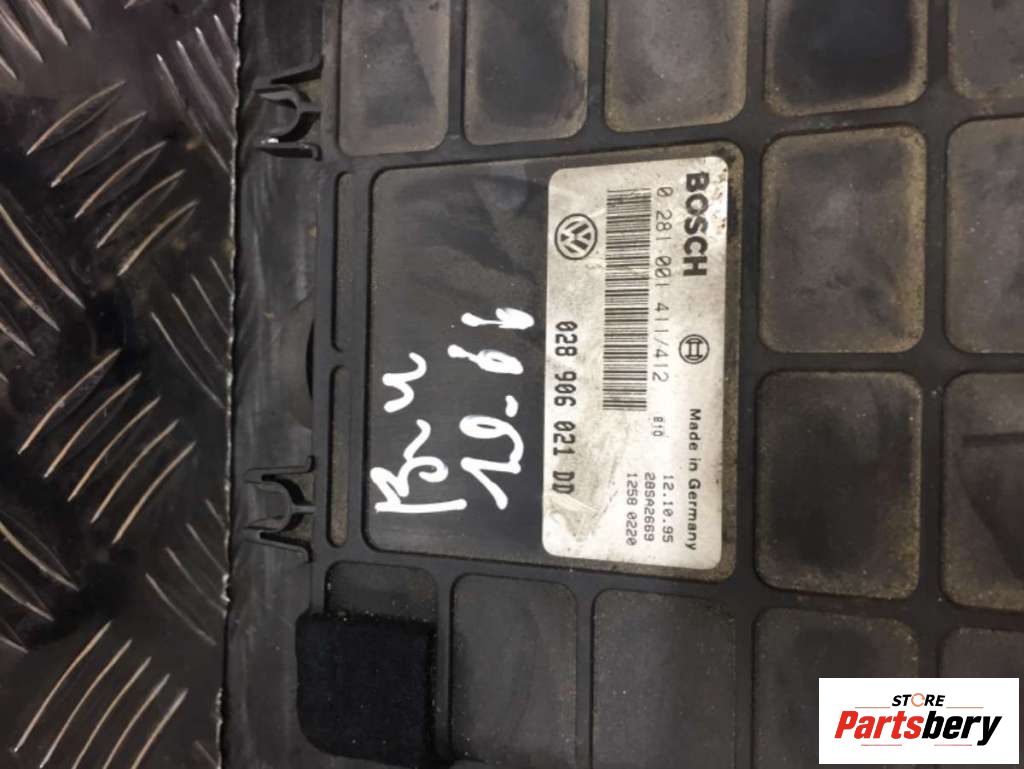 BOSCH
0 281 001 411/412
B10
Made in Germany
12.10.95
28SA2669
1258 0220
028 906 021 DD
STORE
Partsbery